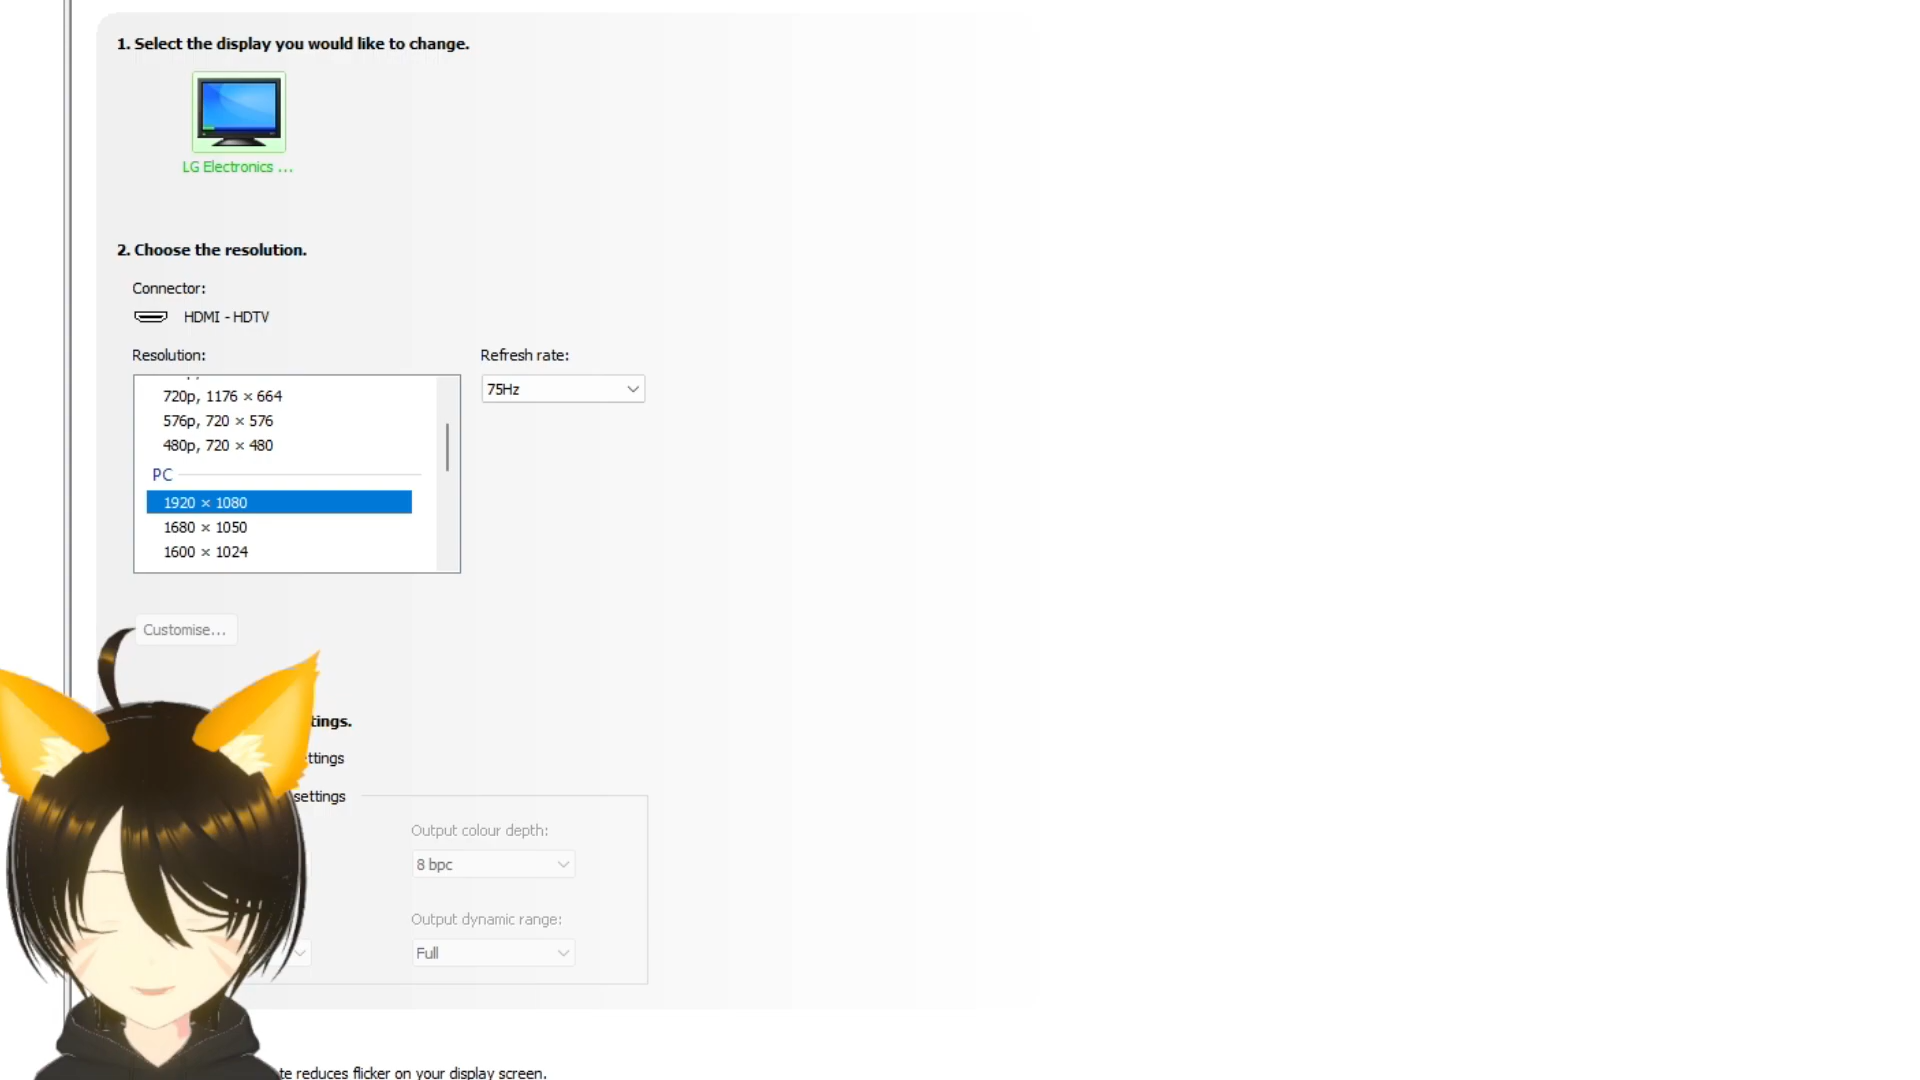 1. Select the display you would like to change.
LG Electronics ...
2. Choose the resolution.
Connector:
HDMI - HDTV
Resolution:
Refresh rate:
720p, 1176 × 664
576p, 720 × 576
480p, 720 × 480
PC
1920 × 1080
1680 × 1050
1600 × 1024
75Hz
Customise...
tings.
ttings
settings
Output colour depth:
8 bpc
Output dynamic range:
Full
te reduces flicker on your display screen.